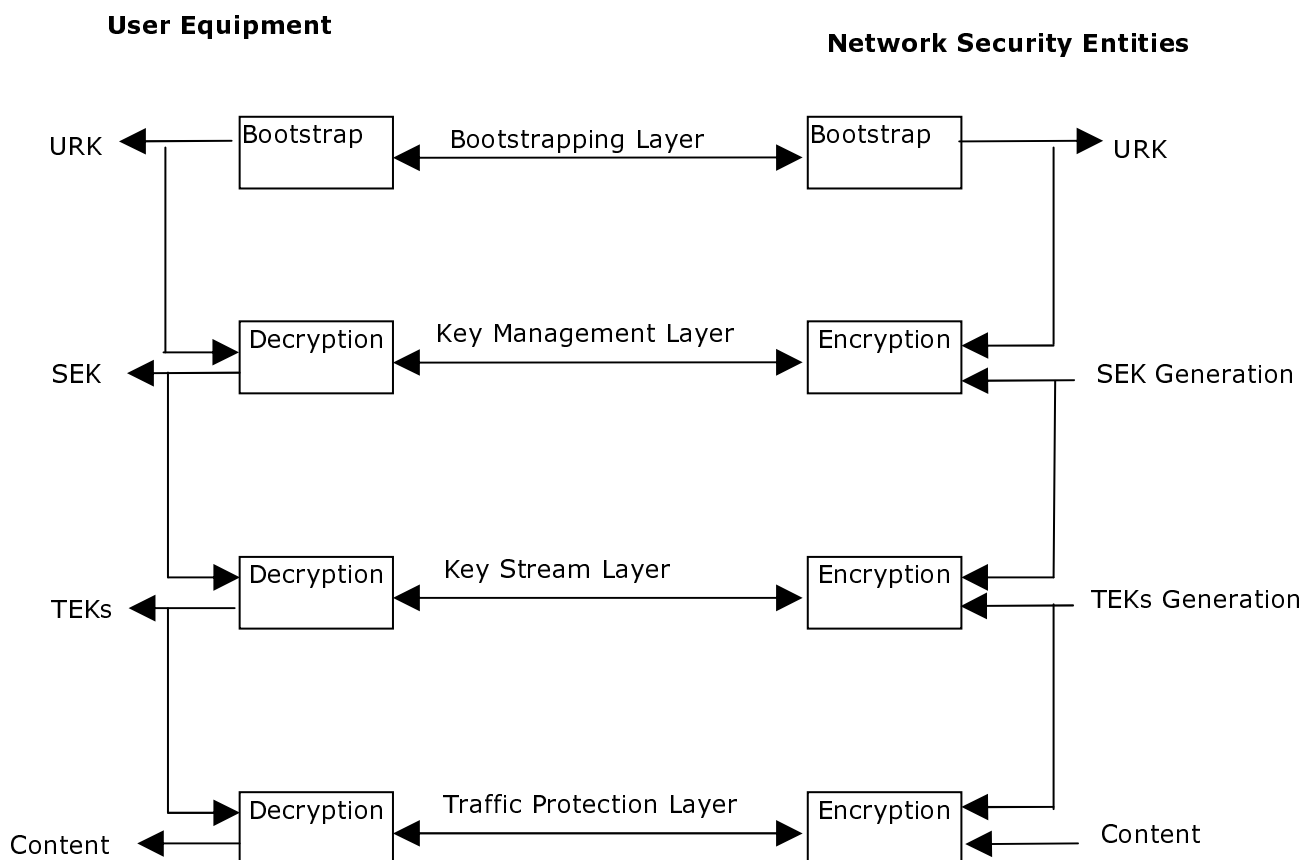 User Equipment
Network Security Entities
URK
Bootstrap
Bootstrapping Layer
Bootstrap
URK
Decryption
Key Management Layer
Encryption
SEK
SEK Generation
Decryption
Key Stream Layer
Encryption
TEKs
TEKs Generation
Decryption
Traffic Protection Layer
Encryption
Content
Content